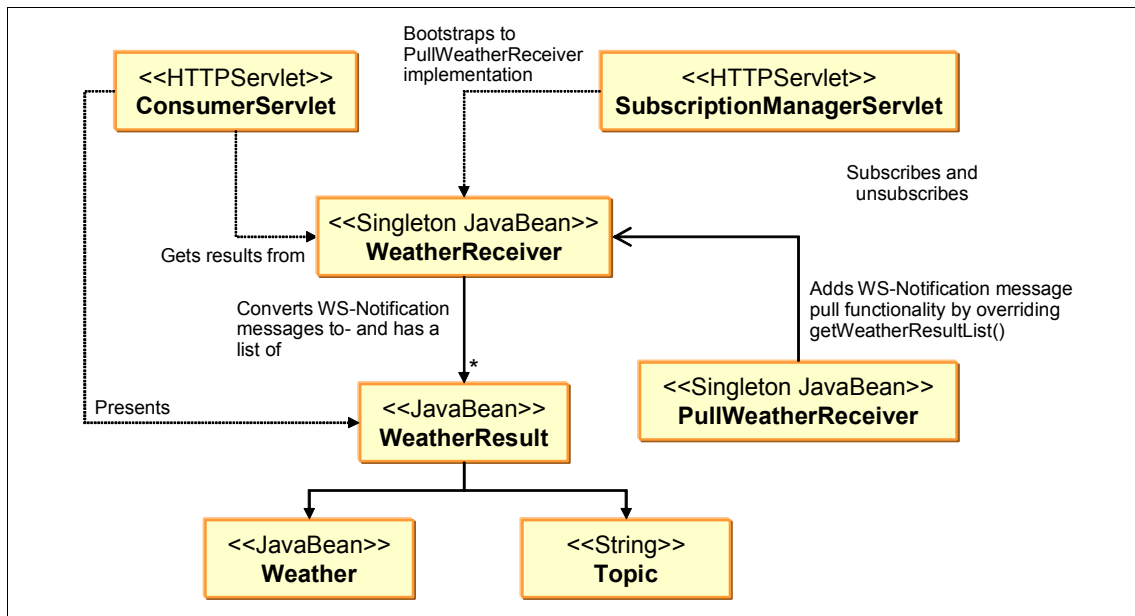 Bootstraps to
PullWeatherReceiver
implementation
<<HTTPServlet>>
ConsumerServlet
<<HTTPServlet>>
SubscriptionManagerServlet
Subscribes and
unsubscribes
<<Singleton JavaBean>>
WeatherReceiver
Gets results from
Converts WS-Notification
messages to- and has a
list of
*
Adds WS-Notification message
pull functionality by overriding
getWeatherResultList()
<<Singleton JavaBean>>
PullWeatherReceiver
Presents
<<JavaBean>>
WeatherResult
<<JavaBean>>
Weather
<<String>>
Topic